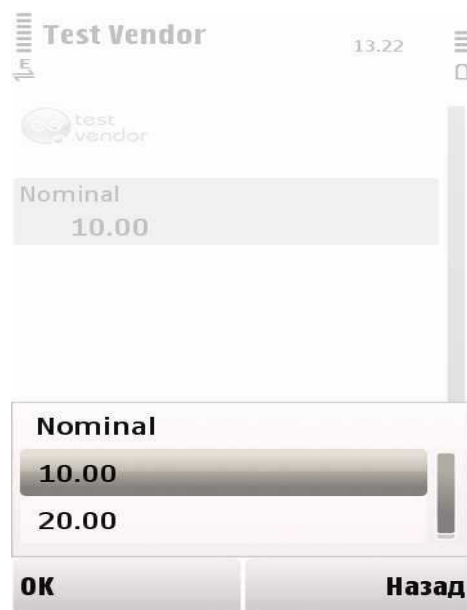 Test Vendor
13.22
E
test
vendor
Nominal
10.00
Nominal
10.00
20.00
OK
Назад